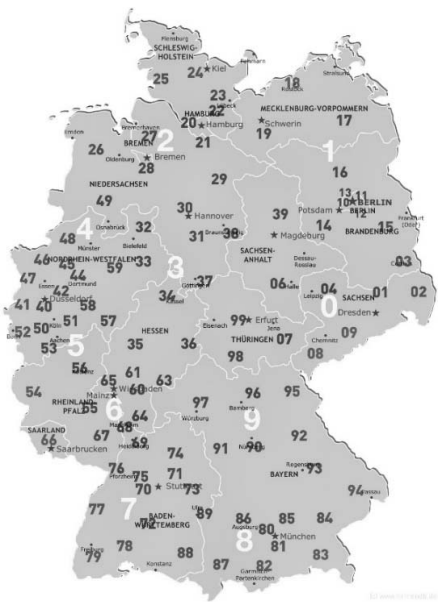 Flensburg
SCHLESWIG-
HOLSTEIN
Kiel
24
25
23
Lübeck
22
HAMBURG
20
Hamburg
21
18
Rostock
Stralsund
MECKLENBURG-VORPOMMERN
17
Schwerin
19
Bremerhaven
27
2
BREMEN
Bremen
28
Emden
26
Oldenburg
29
1
16
NIEDERSACHSEN
49
13
11
10
BERLIN
BERLIN
12
Potsdam
14
15
BRANDENBURG
Frankfurt
(Oder)
30
Hannover
39
38
31
Magdeburg
SACHSEN-
ANHALT
4
Osnabrück
32
48
Münster
Bielefeld
33
NORDRHEIN-WESTFALEN
46
45
59
3
03
Dessau-
Rosslau
47
Essen
44
Dortmund
42
Düsseldorf
58
41
40
37
Göttingen
34
Kassel
06
Leipzig
04
0
SACHSEN
01
02
Dresden
51
57
50
Köln
52
Aachen
53
5
HESSEN
35
36
Eisenach
99
Erfurt
Jena
07
THÜRINGEN
98
Chemnitz
09
08
56
61
54
65
60
Wiesbaden
63
Mainz
RHEINLAND
PFALZ
55
6
64
68
67
69
SAARLAND
66
Saarbrücken
97
Würzburg
96
Bamberg
95
9
92
91
90
BAYERN
Regensburg
93
94
Passau
74
76
Pforzheim
75
71
70
Stuttgart
73
7
77
72
BADEN-
WÜRTTEMBERG
89
86
Augsburg
80
85
84
München
8
81
78
88
87
82
83
Freiburg
79
Konstanz
Garmisch-
Partenkirchen